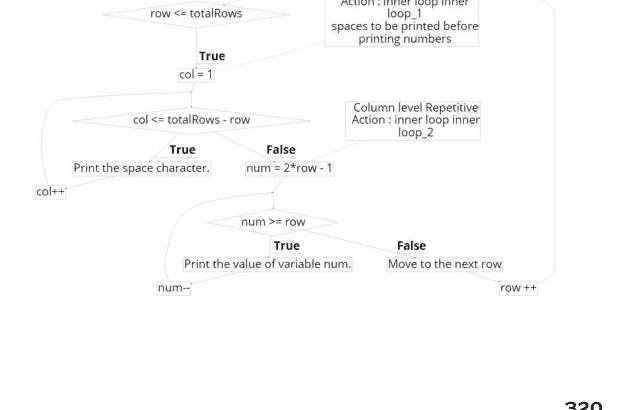 Action : inner loop inner
loop_1
spaces to be printed before
printing numbers
row <= totalRows
True
col = 1
col <= totalRows - row
Column level Repetitive
Action : inner loop inner
loop_2
True
False
Print the space character.
num = 2*row - 1
col++
num >= row
True
False
Print the value of variable num.
Move to the next row
num--
row ++
320